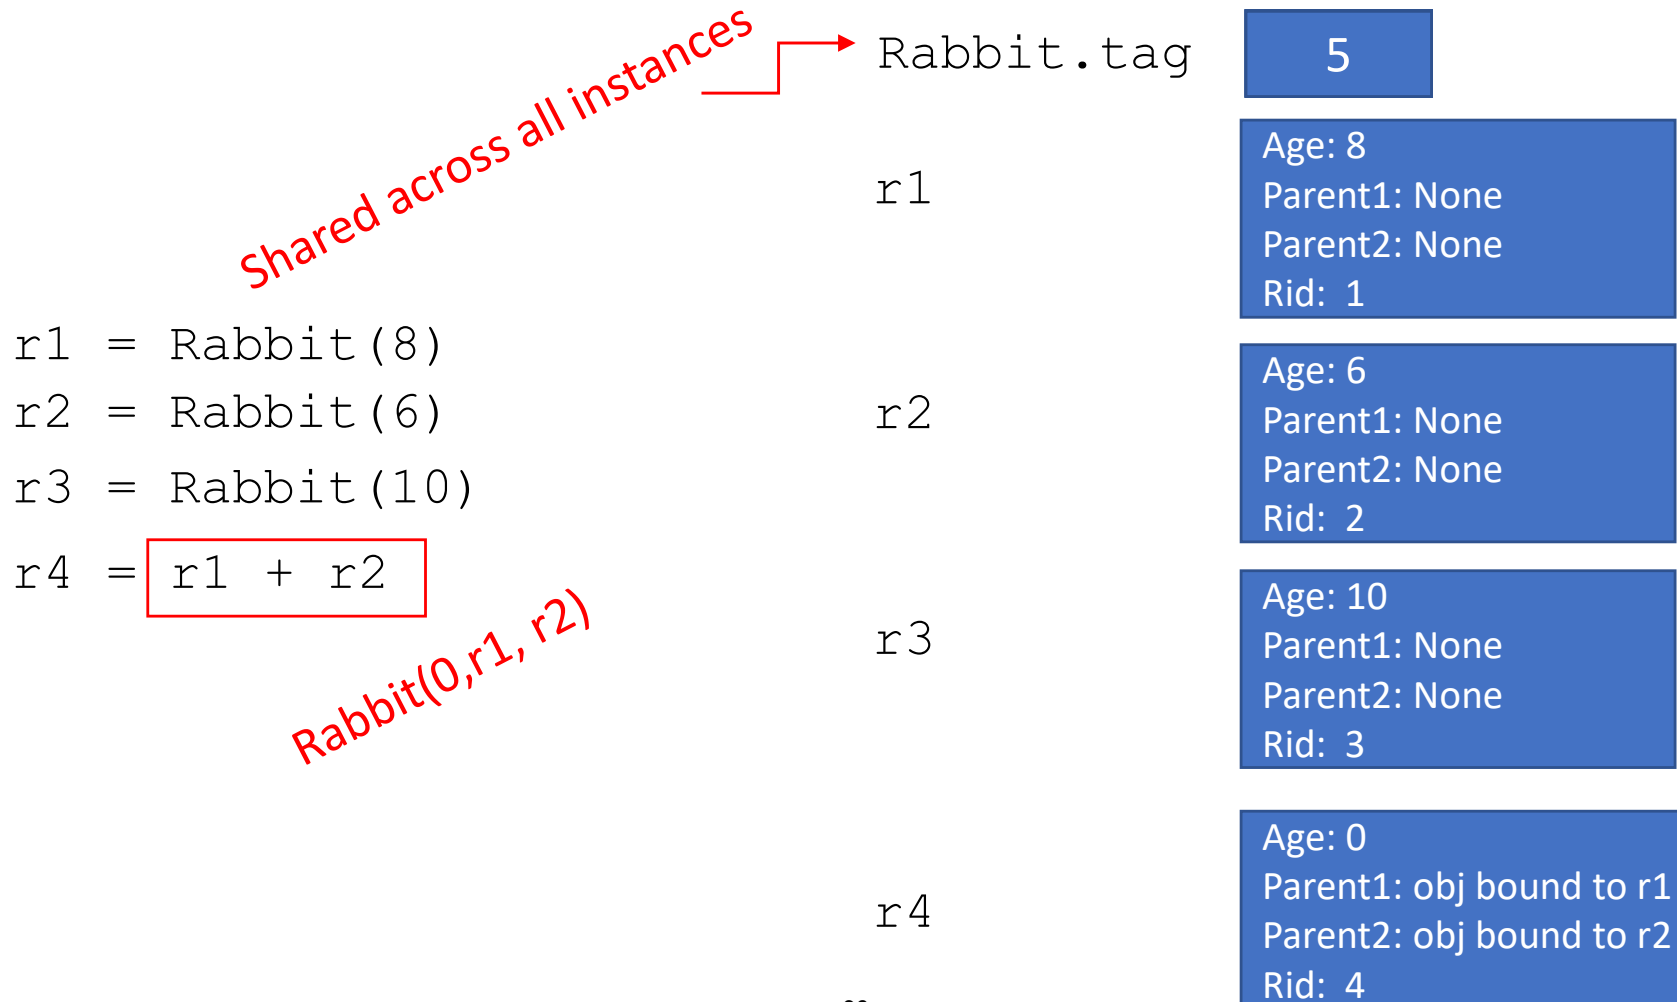 Shared across all instances
Rabbit.tag
5
r1 = Rabbit(8)
r2 = Rabbit(6)
r3 = Rabbit(10)
r4 = r1 + r2
Rabbit(0,r1, r2)
r1
Age: 8
Parent1: None
Parent2: None
Rid: 1
r2
Age: 6
Parent1: None
Parent2: None
Rid: 2
r3
Age: 10
Parent1: None
Parent2: None
Rid: 3
r4
Age: 0
Parent1: obj bound to r1
Parent2: obj bound to r2
Rid: 4